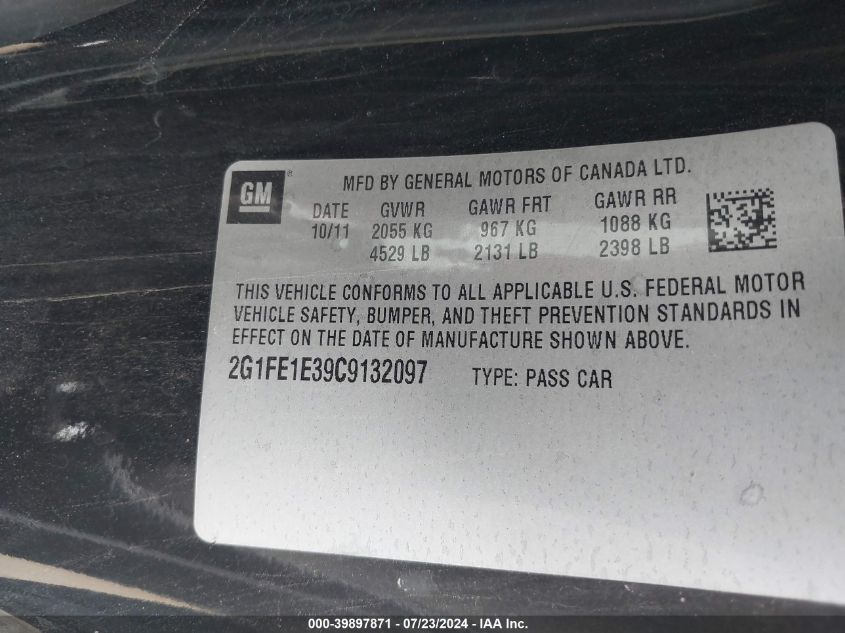 GM ®
MFD BY GENERAL MOTORS OF CANADA LTD.
DATE GVWR GAWR FRT GAWR RR
10/11 2055 KG 967 KG 1088 KG
4529 LB 2131 LB 2398 LB
THIS VEHICLE CONFORMS TO ALL APPLICABLE U.S. FEDERAL MOTOR
VEHICLE SAFETY, BUMPER, AND THEFT PREVENTION STANDARDS IN
EFFECT ON THE DATE OF MANUFACTURE SHOWN ABOVE.
2G1FE1E39C9132097 TYPE: PASS CAR
000-39897871 / 07/23/2024 - IAA Inc.